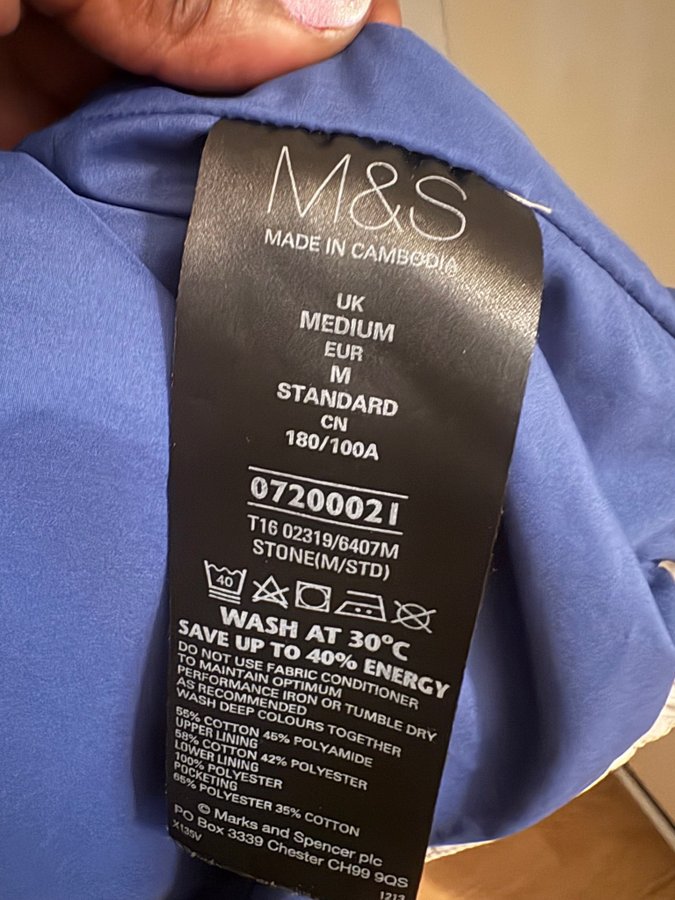 M&S
MADE IN CAMBODIA
UK
MEDIUM
EUR
M
STANDARD
CN
180/100A
07200021
T16 02319/6407M
STONE(M/STD)
40
WASH AT 30°C
SAVE UP TO 40% ENERGY
DO NOT USE FABRIC CONDITIONER
TO MAINTAIN OPTIMUM
PERFORMANCE IRON OR TUMBLE DRY
AS RECOMMENDED
WASH DEEP COLOURS TOGETHER
55% COTTON 45% POLYAMIDE
UPPER LINING
58% COTTON 42% POLYESTER
LOWER LINING
100% POLYESTER
POCKETING
65% POLYESTER 35% COTTON
© Marks and Spencer plc
PO Box 3339 Chester CH99 9QS
X135V
1213